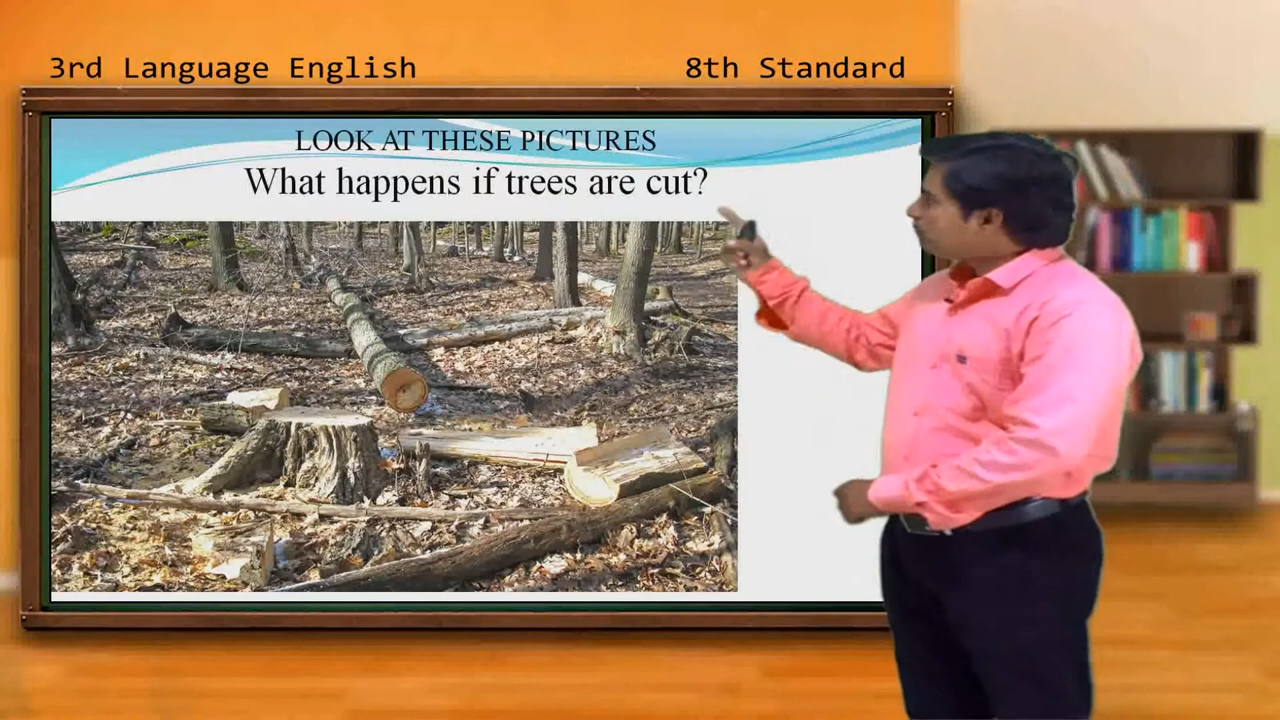 3rd Language English
8th Standard
LOOK AT THESE PICTURES
What happens if trees are cut?